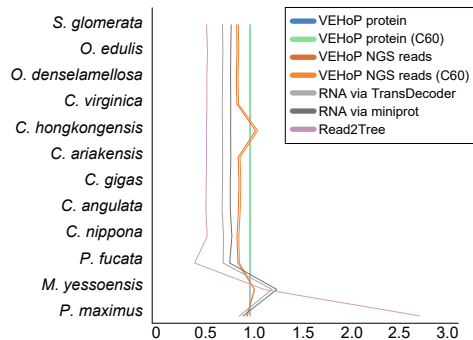 S. glomerata
O. edulis
O. denselamellosa
C. virginica
C. hongkongensis
C. ariakensis
C. gigas
C. angulata
C. nippona
P. fucata
M. yessoensis
P. maximus
VEHoP protein
VEHoP protein (C60)
VEHoP NGS reads
VEHoP NGS reads (C60)
RNA via TransDecoder
RNA via miniprot
Read2Tree
0 0.5 1.0 1.5 2.0 2.5 3.0